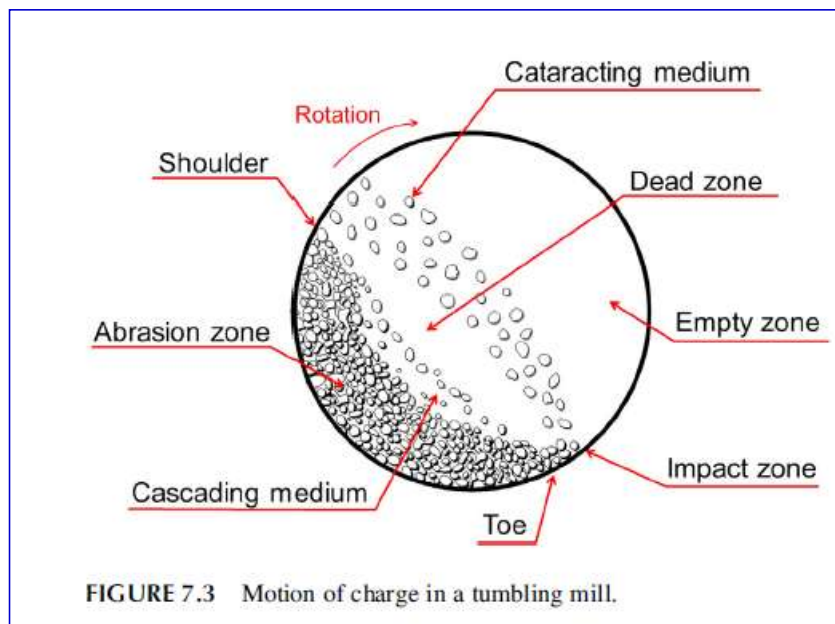 Cataracting medium
Rotation
Shoulder
Dead zone
Abrasion zone
Empty zone
Impact zone
Cascading medium
Toe
FIGURE 7.3 Motion of charge in a tumbling mill.